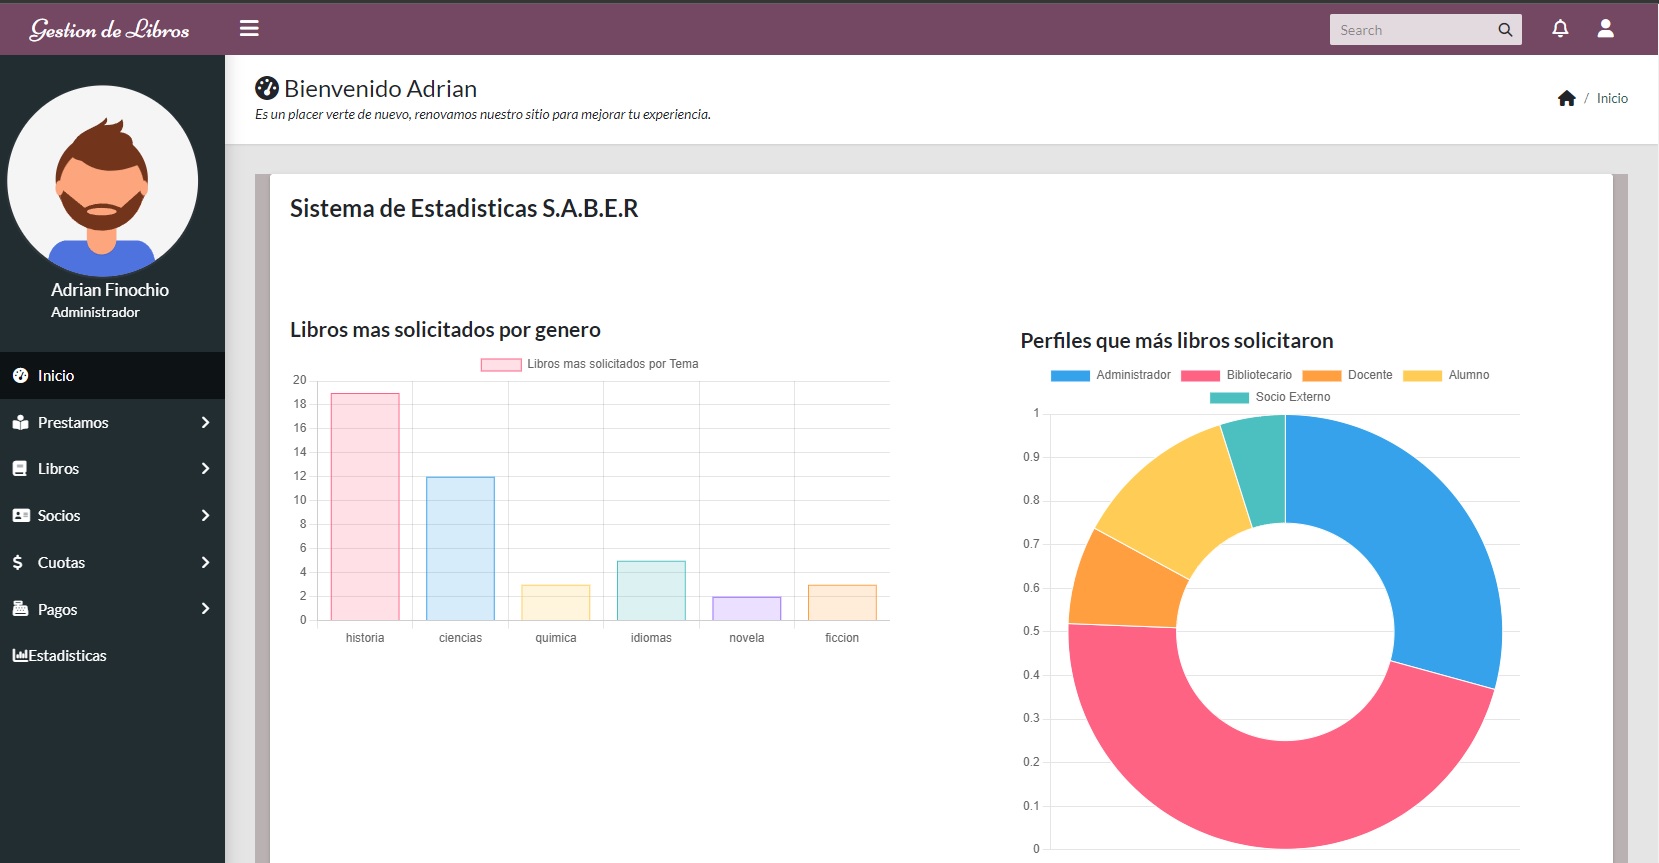 Gestion de Libros
Search
Adrian Finochio
Administrador
Inicio
Prestamos
Libros
Socios
Cuotas
Pagos
Estadisticas
Bienvenido Adrian
Es un placer verte de nuevo, renovamos nuestro sitio para mejorar tu experiencia.
/ Inicio
Sistema de Estadisticas S.A.B.E.R
Libros mas solicitados por genero
Libros mas solicitados por Tema
20
18
16
14
12
10
8
6
4
2
0
historia ciencias quimica idiomas novela ficcion
Perfiles que más libros solicitaron
Administrador Bibliotecario Docente Alumno
Socio Externo
1
0.9
0.8
0.7
0.6
0.5
0.4
0.3
0.2
0.1
0